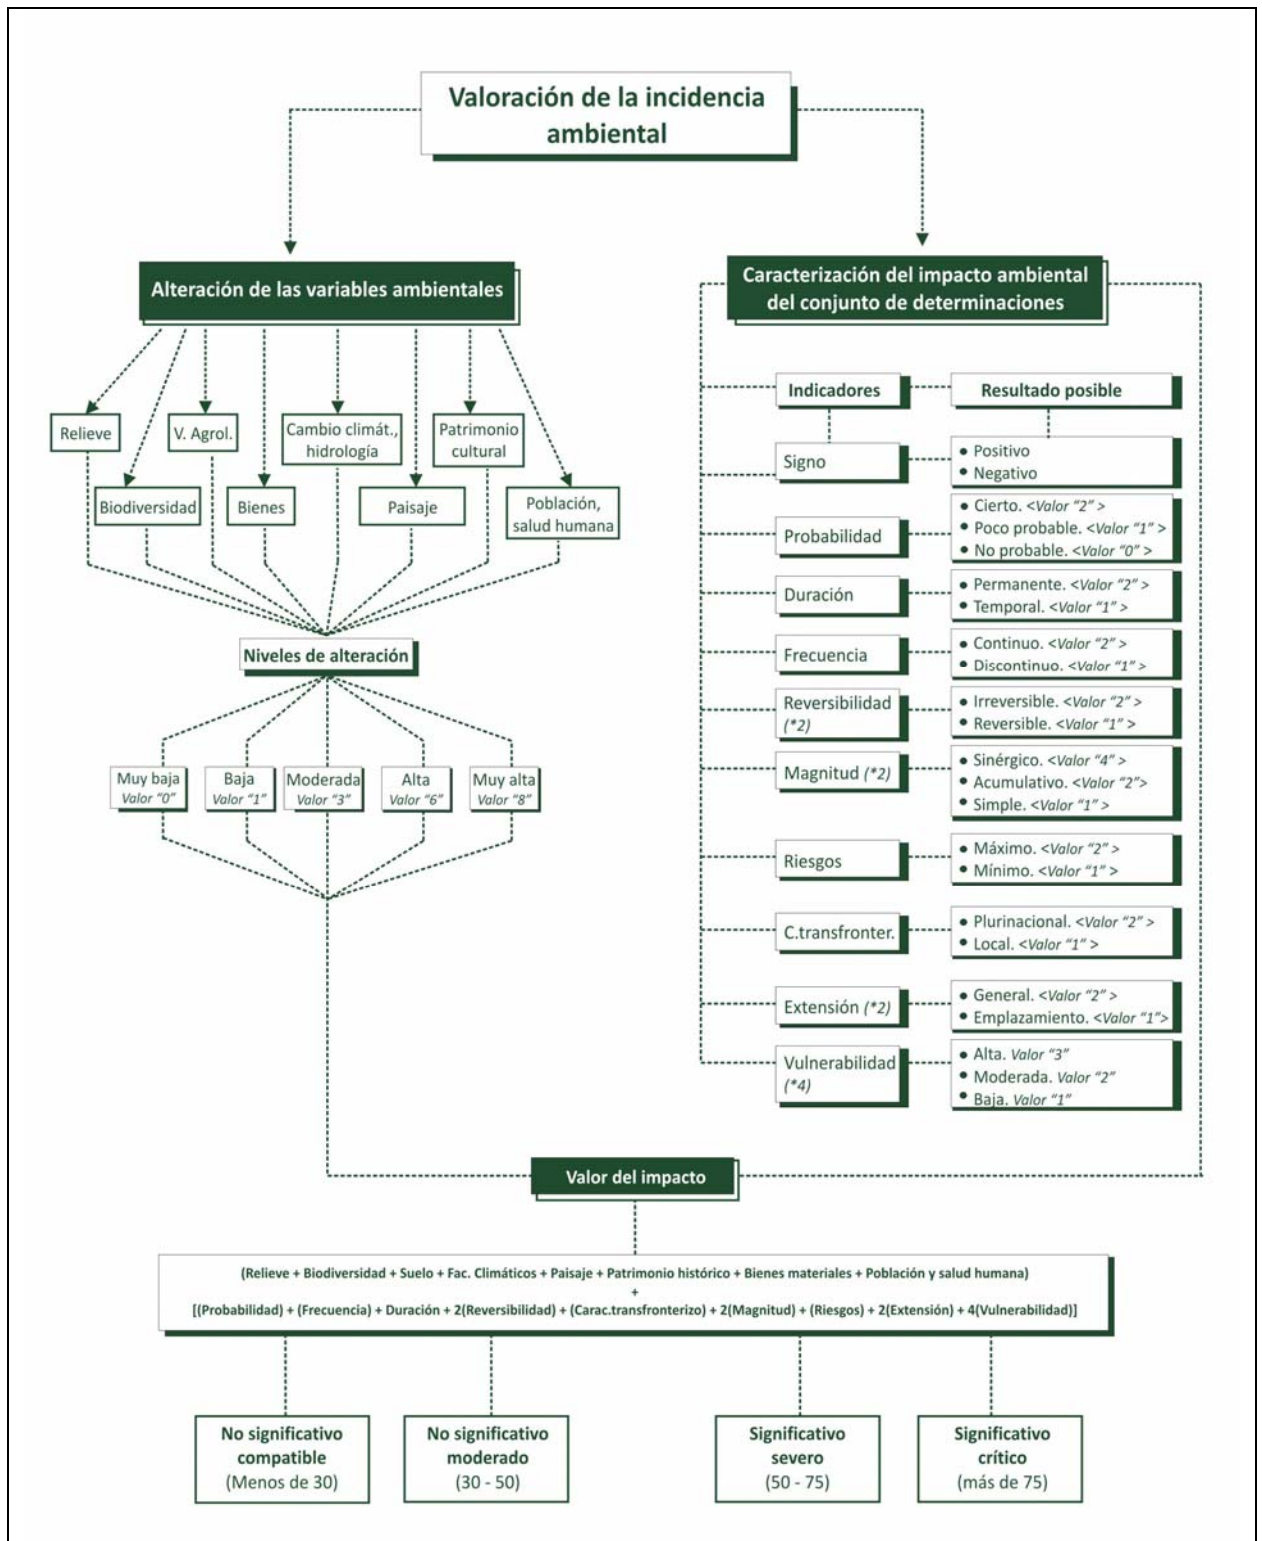 Valoración de la incidencia
ambiental
Alteración de las variables ambientales
Relieve
V. Agrol.
Cambio climát.,
hidrología
Patrimonio
cultural
Biodiversidad
Bienes
Paisaje
Población,
salud humana
Niveles de alteración
Muy baja
Valor “0”
Baja
Valor “1”
Moderada
Valor “3”
Alta
Valor “6”
Muy alta
Valor “8”
Caracterización del impacto ambiental
del conjunto de determinaciones
Indicadores
Resultado posible
Signo
• Positivo
• Negativo
Probabilidad
• Cierto. <Valor “2” >
• Poco probable. <Valor “1” >
• No probable. <Valor “0” >
Duración
• Permanente. <Valor “2” >
• Temporal. <Valor “1” >
Frecuencia
• Continuo. <Valor “2” >
• Discontinuo. <Valor “1” >
Reversibilidad
(*2)
• Irreversible. <Valor “2” >
• Reversible. <Valor “1” >
Magnitud (*2)
• Sinérgico. <Valor “4” >
• Acumulativo. <Valor “2”>
• Simple. <Valor “1” >
Riesgos
• Máximo. <Valor “2” >
• Mínimo. <Valor “1” >
C.transfronter.
• Plurinacional. <Valor “2” >
• Local. <Valor “1” >
Extensión (*2)
• General. <Valor “2” >
• Emplazamiento. <Valor “1”>
Vulnerabilidad
(*4)
• Alta. Valor “3”
• Moderada. Valor “2”
• Baja. Valor “1”
Valor del impacto
(Relieve + Biodiversidad + Suelo + Fac. Climáticos + Paisaje + Patrimonio histórico + Bienes materiales + Población y salud humana)
+
[(Probabilidad) + (Frecuencia) + Duración + 2(Reversibilidad) + (Carac.transfronterizo) + 2(Magnitud) + (Riesgos) + 2(Extensión) + 4(Vulnerabilidad)]
No significativo
compatible
(Menos de 30)
No significativo
moderado
(30 - 50)
Significativo
severo
(50 - 75)
Significativo
crítico
(más de 75)